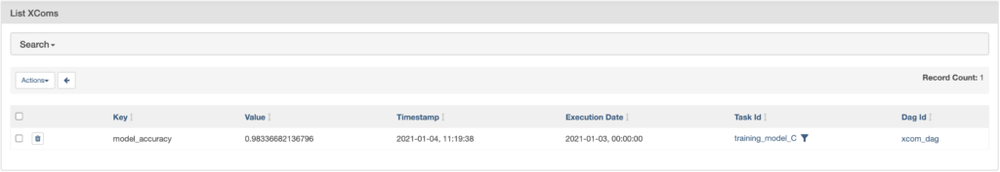 List XComs
Search
Actions
Record Count: 1
Key Value Timestamp Execution Date Task Id Dag Id
model_accuracy 0.98336682136796 2021-01-04, 11:19:38 2021-01-03, 00:00:00 training_model_C xcom_dag